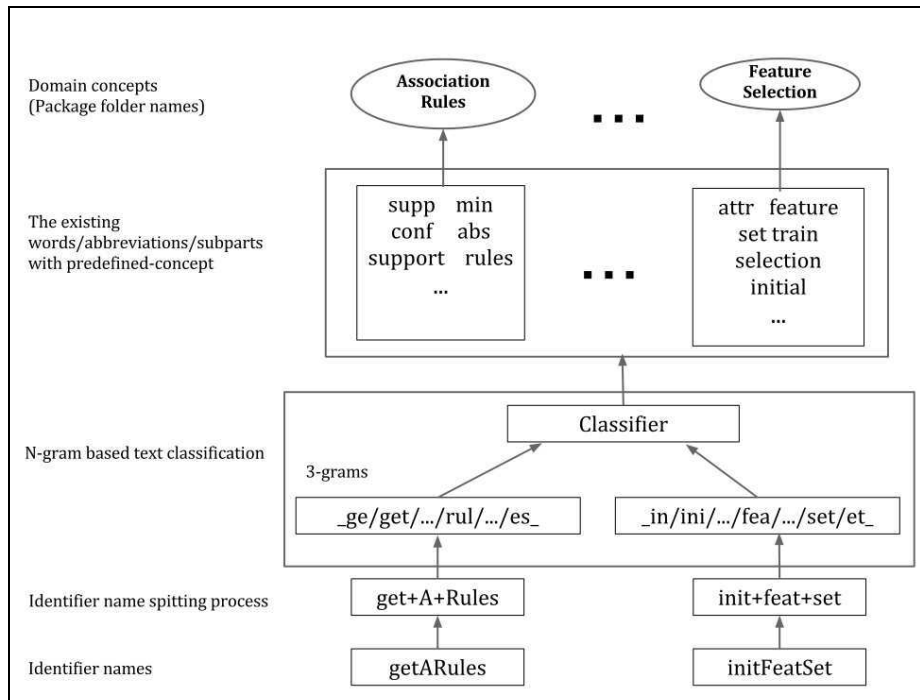 Domain concepts
(Package folder names)
Association
Rules
...
Feature
Selection
The existing
words/abbreviations/subparts
with predefined-concept
supp min
conf abs
support rules
...
...
attr feature
set train
selection
initial
...
N-gram based text classification
Classifier
3-grams
_ge/get/.../rul/.../es_
_in/ini/.../fea/.../set/et_
Identifier name spitting process
get+A+Rules
init+feat+set
Identifier names
getARules
initFeatSet